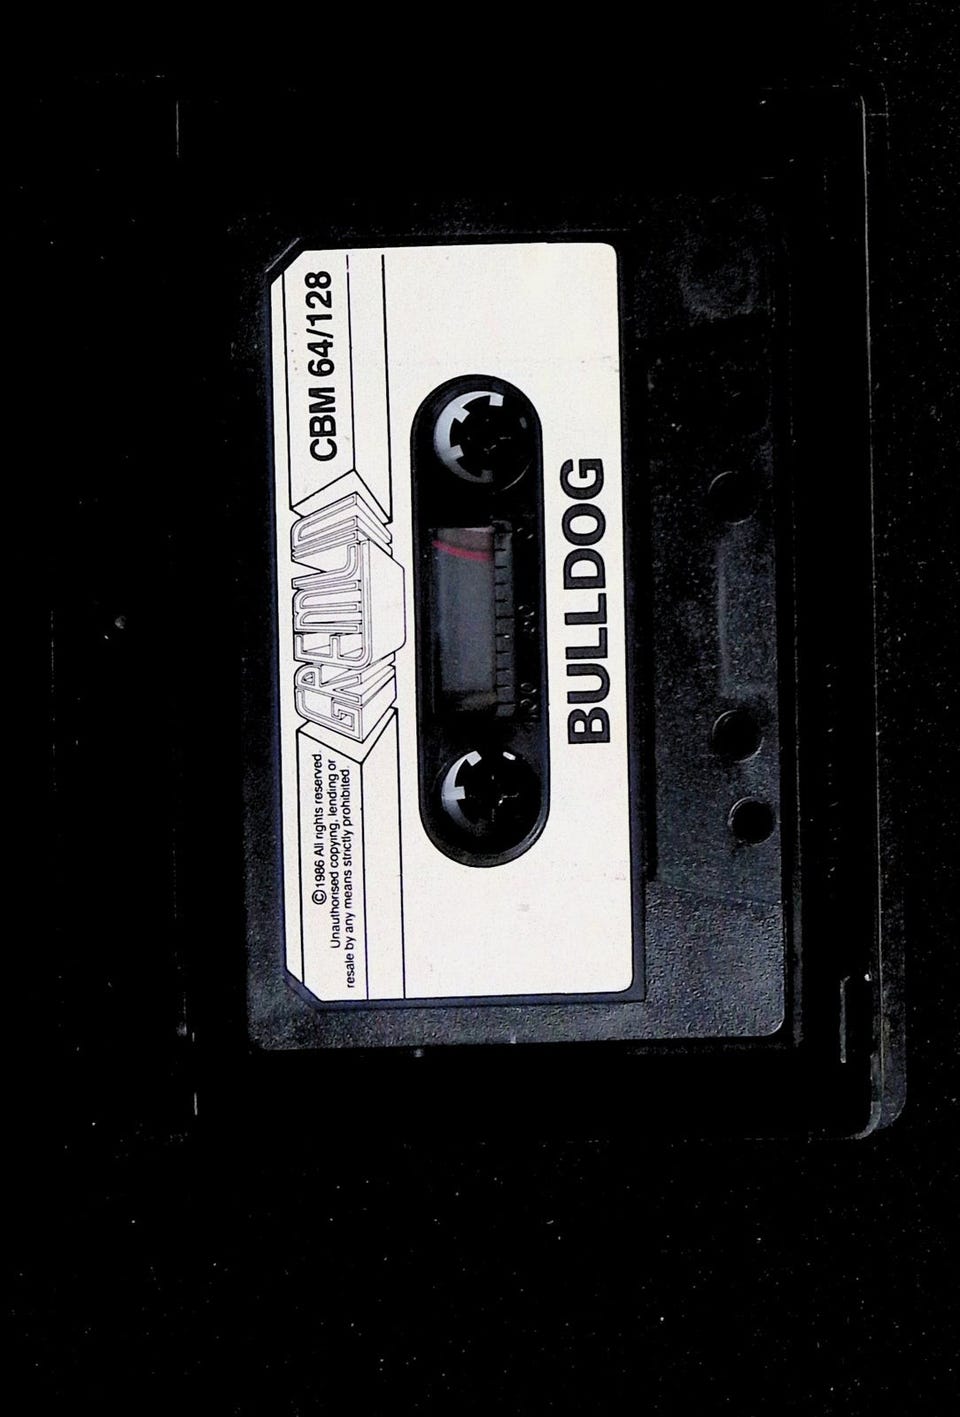 ©1986 All rights reserved.
Unauthorised copying, lending or
resale by any means strictly prohibited.
GREMLIN
CBM 64/128
BULLDOG